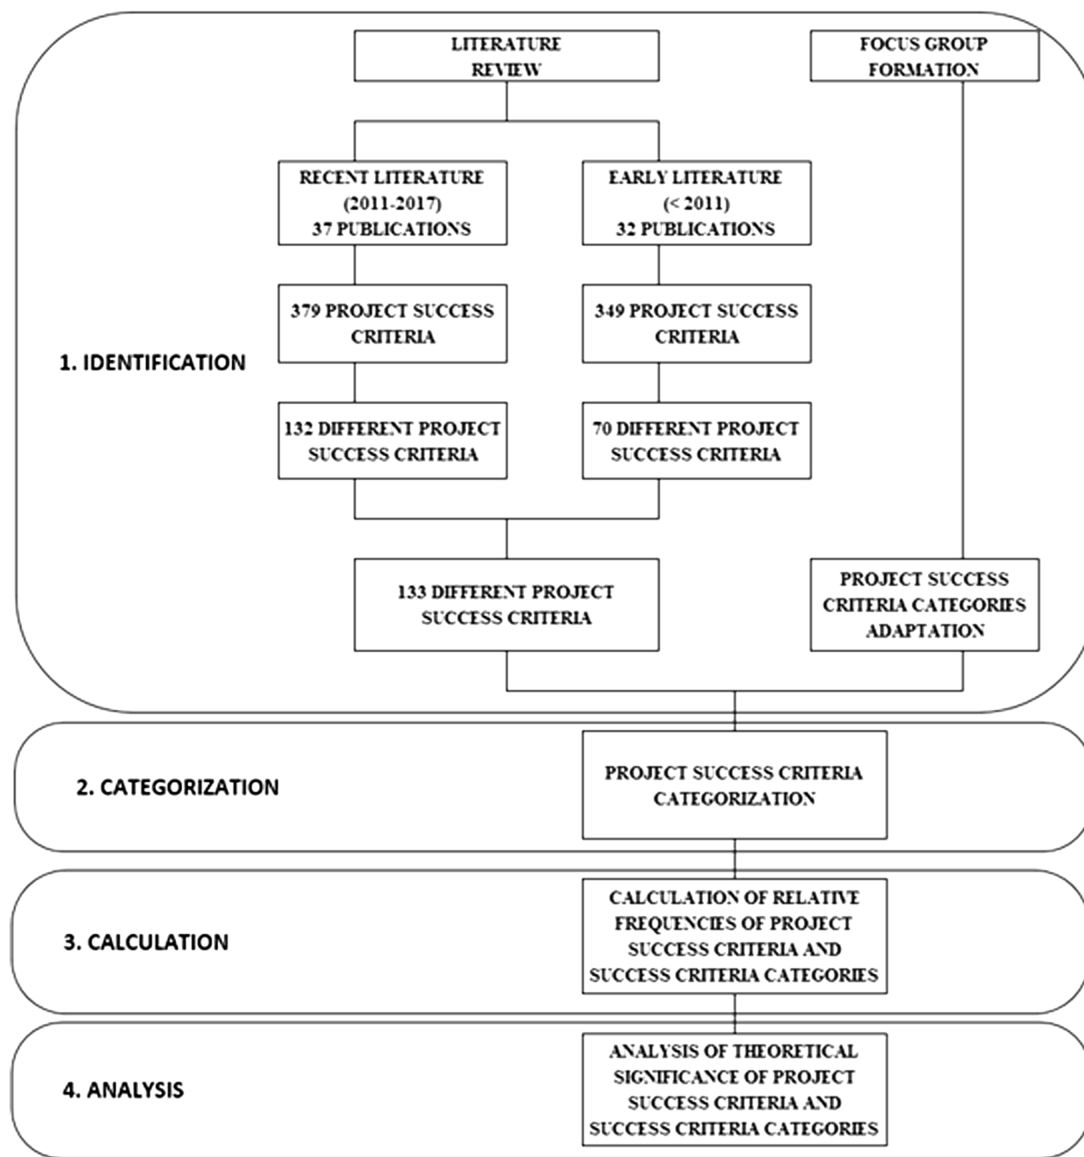 LITERATURE
REVIEW
FOCUS GROUP
FORMATION
RECENT LITERATURE
(2011-2017)
37 PUBLICATIONS
EARLY LITERATURE
(< 2011)
32 PUBLICATIONS
379 PROJECT SUCCESS
CRITERIA
349 PROJECT SUCCESS
CRITERIA
1. IDENTIFICATION
132 DIFFERENT PROJECT
SUCCESS CRITERIA
70 DIFFERENT PROJECT
SUCCESS CRITERIA
133 DIFFERENT PROJECT
SUCCESS CRITERIA
PROJECT SUCCESS
CRITERIA CATEGORIES
ADAPTATION
2. CATEGORIZATION
PROJECT SUCCESS CRITERIA
CATEGORIZATION
3. CALCULATION
CALCULATION OF RELATIVE
FREQUENCIES OF PROJECT
SUCCESS CRITERIA AND
SUCCESS CRITERIA CATEGORIES
4. ANALYSIS
ANALYSIS OF THEORETICAL
SIGNIFICANCE OF PROJECT
SUCCESS CRITERIA AND
SUCCESS CRITERIA CATEGORIES